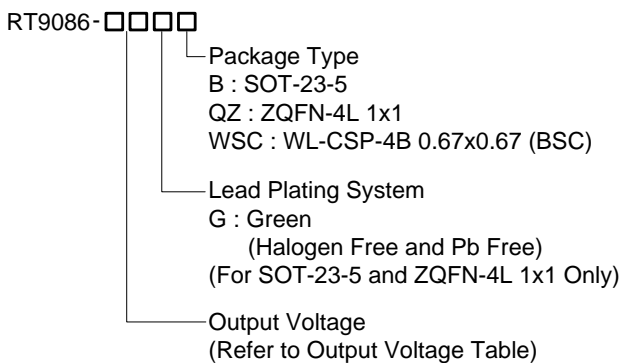 RT9086-□□□□
Package Type
B : SOT-23-5
QZ : ZQFN-4L 1x1
WSC : WL-CSP-4B 0.67x0.67 (BSC)
Lead Plating System
G : Green
(Halogen Free and Pb Free)
(For SOT-23-5 and ZQFN-4L 1x1 Only)
Output Voltage
(Refer to Output Voltage Table)